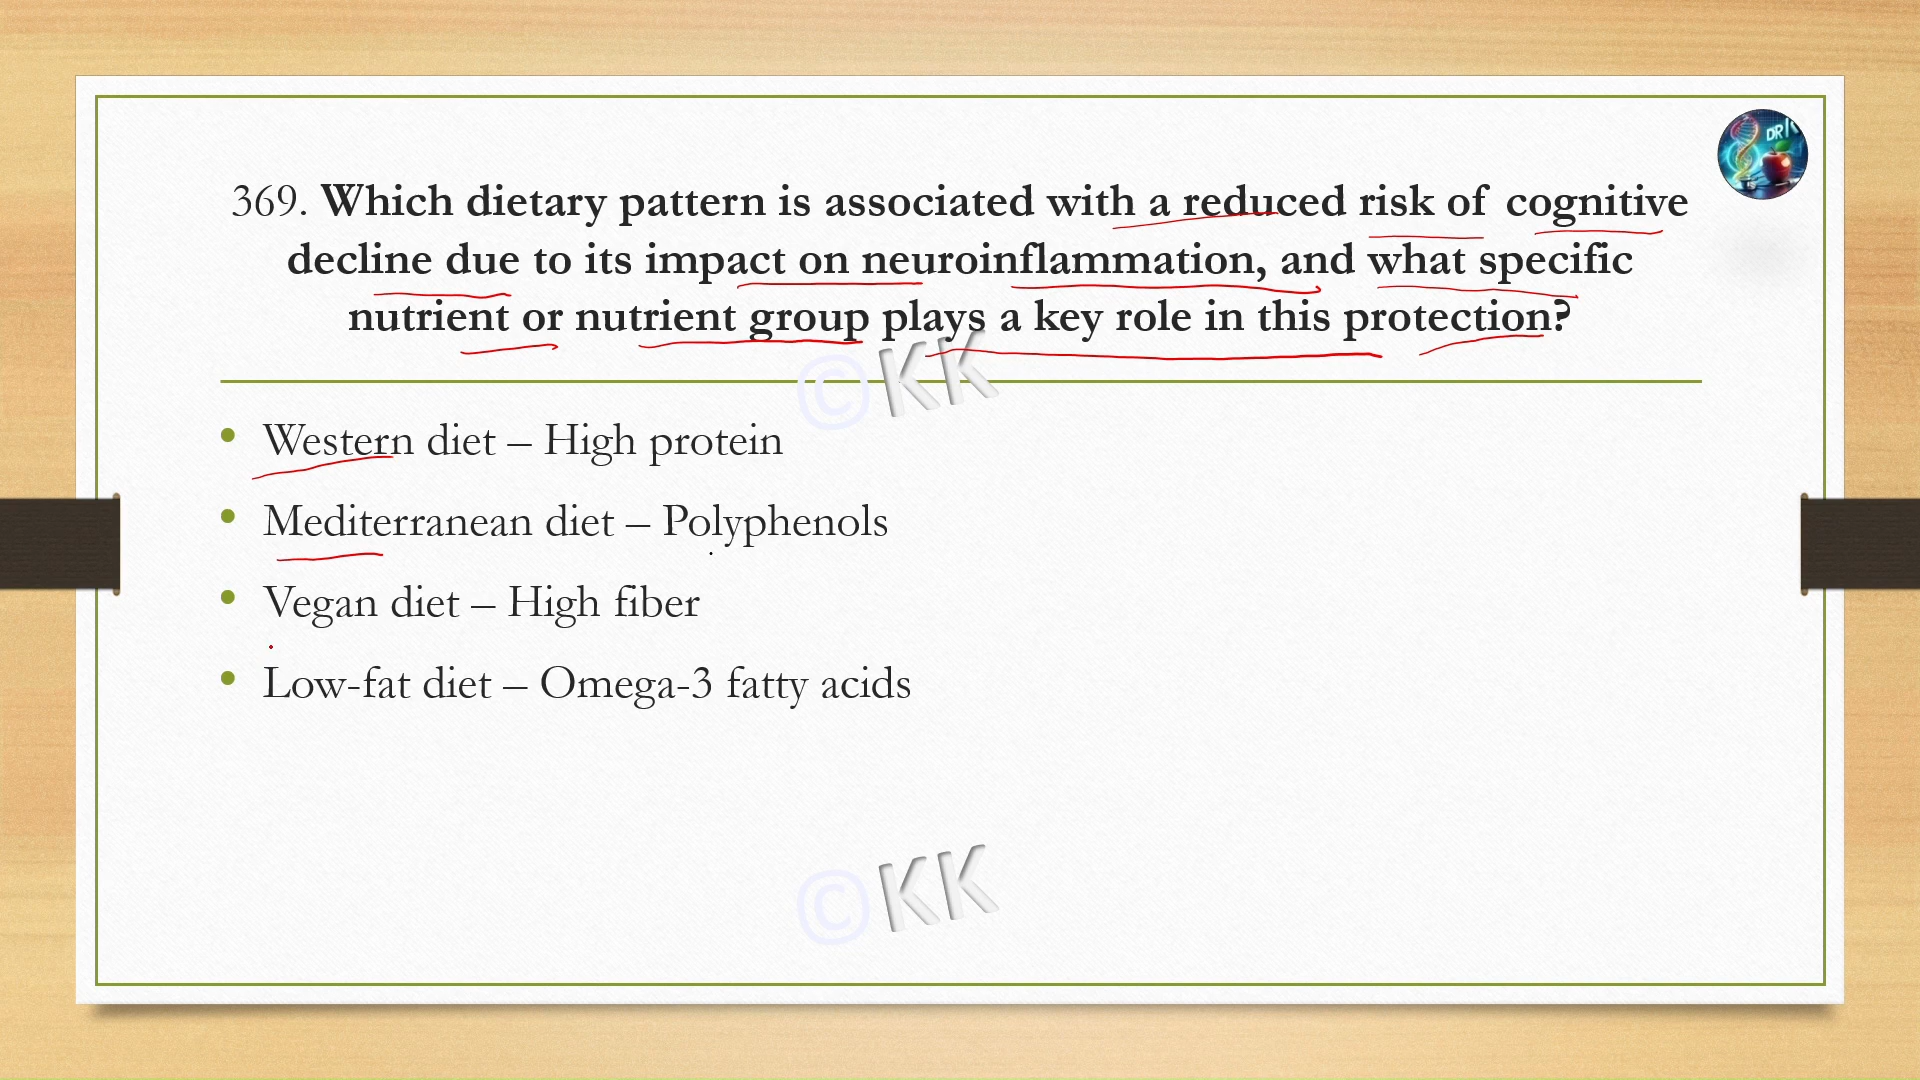 369. Which dietary pattern is associated with a reduced risk of cognitive
decline due to its impact on neuroinflammation, and what specific
nutrient or nutrient group plays a key role in this protection?
©KK
• Western diet – High protein
• Mediterranean diet – Polyphenols
• Vegan diet – High fiber
• Low-fat diet – Omega-3 fatty acids
©KK